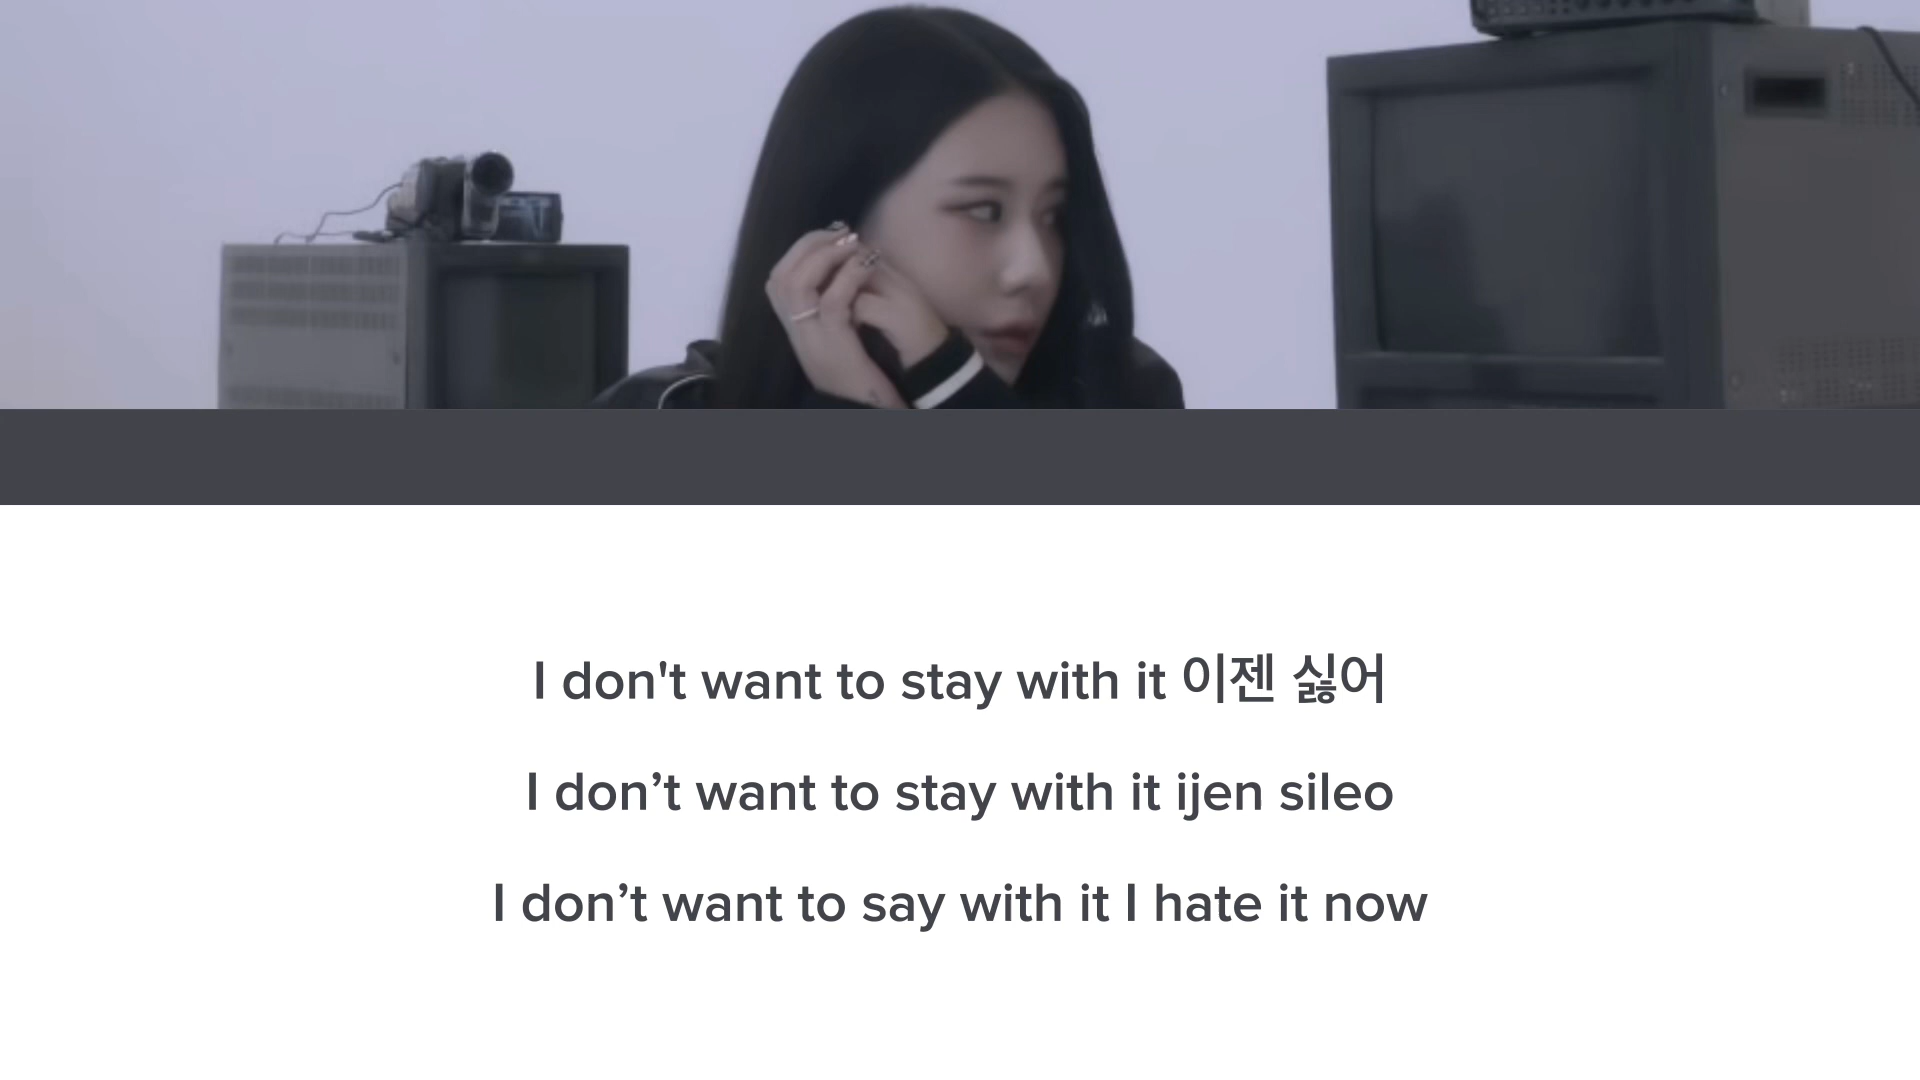 I don't want to stay with it 이젠 싫어
I don’t want to stay with it ijen sileo
I don’t want to say with it I hate it now